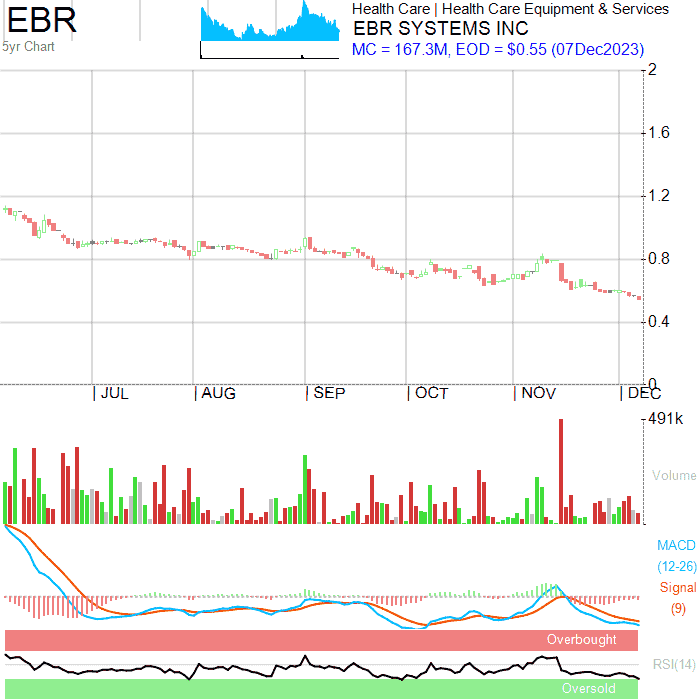 EBR
5yr Chart
Health Care | Health Care Equipment & Services
EBR SYSTEMS INC
MC = 167.3M, EOD = $0.55 (07Dec2023)
2
1.6
1.2
0.8
0.4
0
| JUL | AUG | SEP | OCT | NOV | DEC
491k
Volume
MACD
(12-26)
Signal
(9)
Overbought
RSI(14)
Oversold